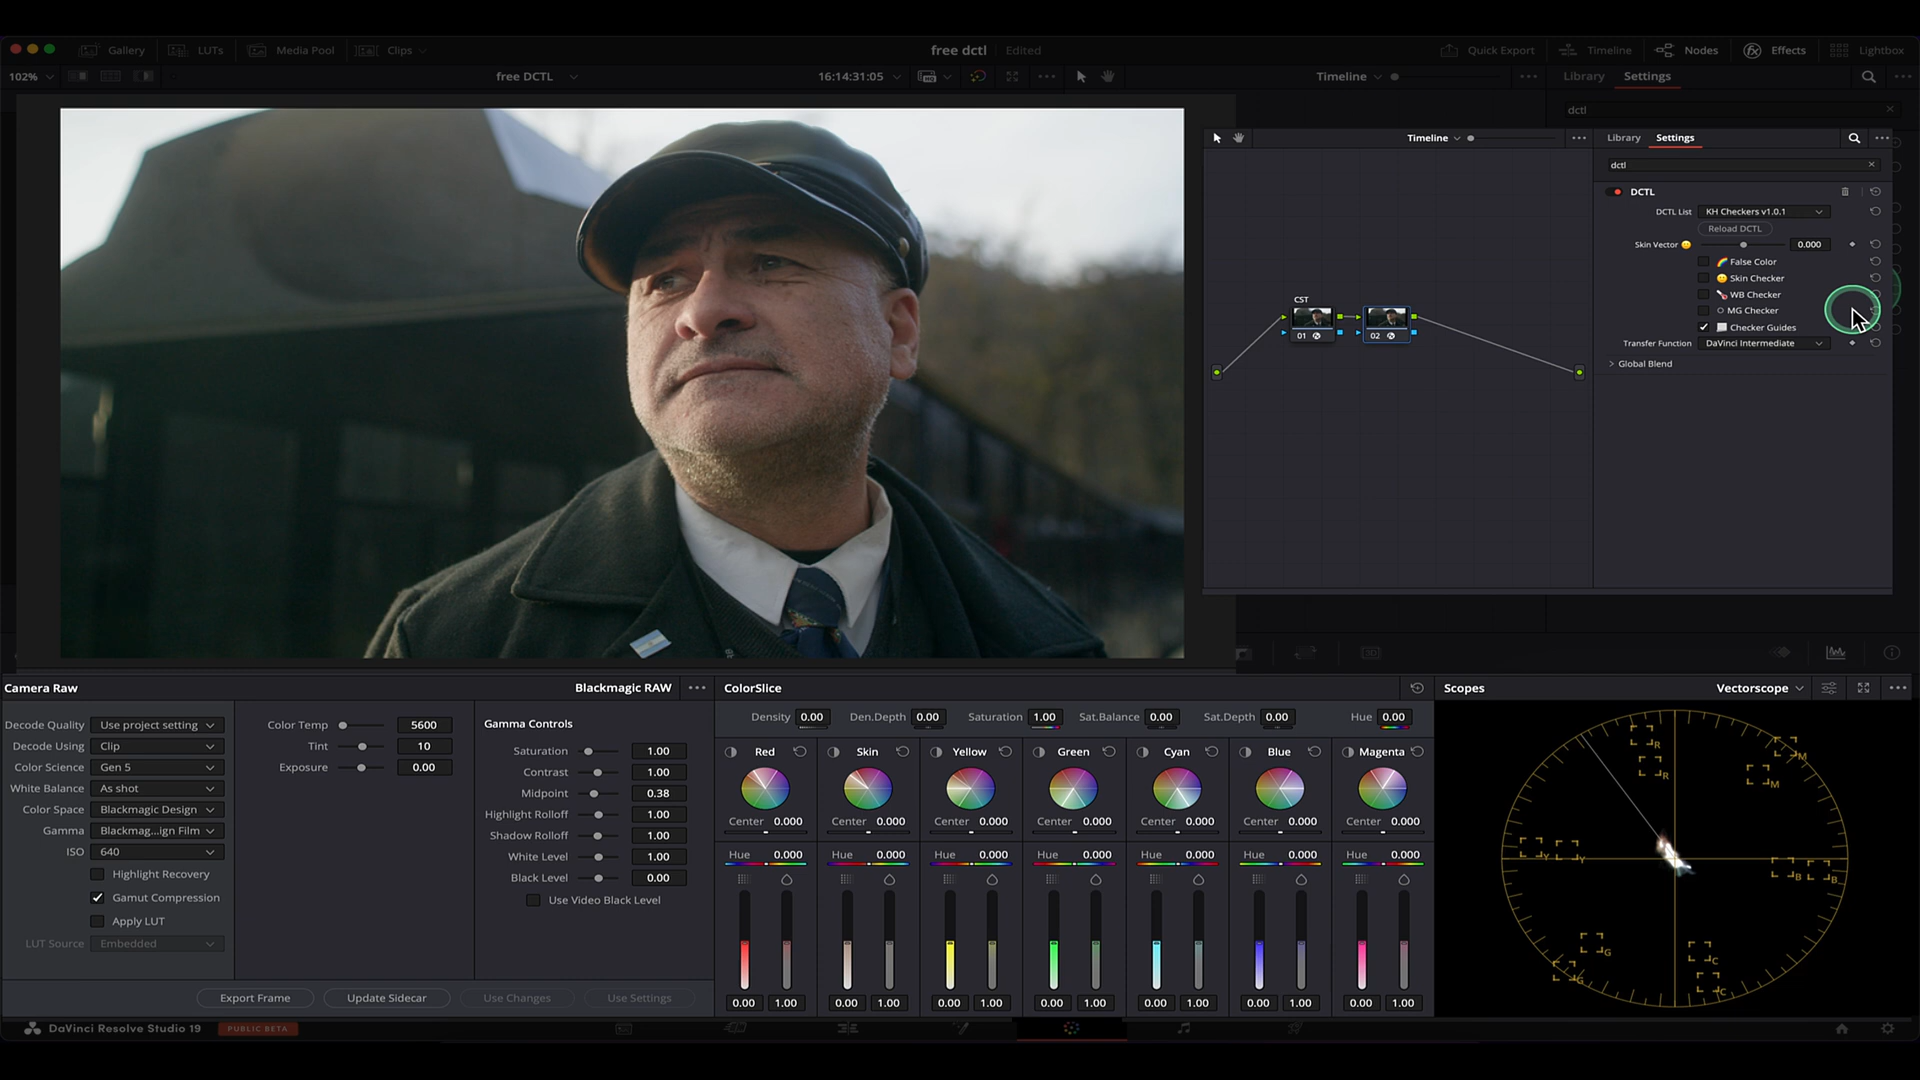 Gallery LUTs Media Pool Clips free dctl Edited Quick Export Timeline Nodes Effects Lightbox
102% free DCTL 16:14:31:05 Timeline Library Settings
dctl
Timeline Library Settings
dctl
DCTL
DCTL List KH Checkers v1.0.1
Reload DCTL
Skin Vector 0.000
False Color
Skin Checker
WB Checker
MG Checker
Checker Guides
Transfer Function DaVinci Intermediate
Global Blend
CST
01 02
Camera Raw Blackmagic RAW
Decode Quality Use project setting
Decode Using Clip
Color Science Gen 5
White Balance As shot
Color Space Blackmagic Design
Gamma Blackmag...ign Film
ISO 640
Highlight Recovery
Gamut Compression
Apply LUT
LUT Source Embedded
Color Temp 5600
Tint 10
Exposure 0.00
Gamma Controls
Saturation 1.00
Contrast 1.00
Midpoint 0.38
Highlight Rolloff 1.00
Shadow Rolloff 1.00
White Level 1.00
Black Level 0.00
Use Video Black Level
Export Frame Update Sidecar Use Changes Use Settings
ColorSlice
Density 0.00 Den.Depth 0.00 Saturation 1.00 Sat.Balance 0.00 Sat.Depth 0.00 Hue 0.00
Red Skin Yellow Green Cyan Blue Magenta
Center 0.000 Center 0.000 Center 0.000 Center 0.000 Center 0.000 Center 0.000 Center 0.000
Hue 0.000 Hue 0.000 Hue 0.000 Hue 0.000 Hue 0.000 Hue 0.000 Hue 0.000
0.00 1.00 0.00 1.00 0.00 1.00 0.00 1.00 0.00 1.00 0.00 1.00 0.00 1.00
Scopes Vectorscope
R M
R M
Y Y B B
G C
G C
DaVinci Resolve Studio 19 PUBLIC BETA